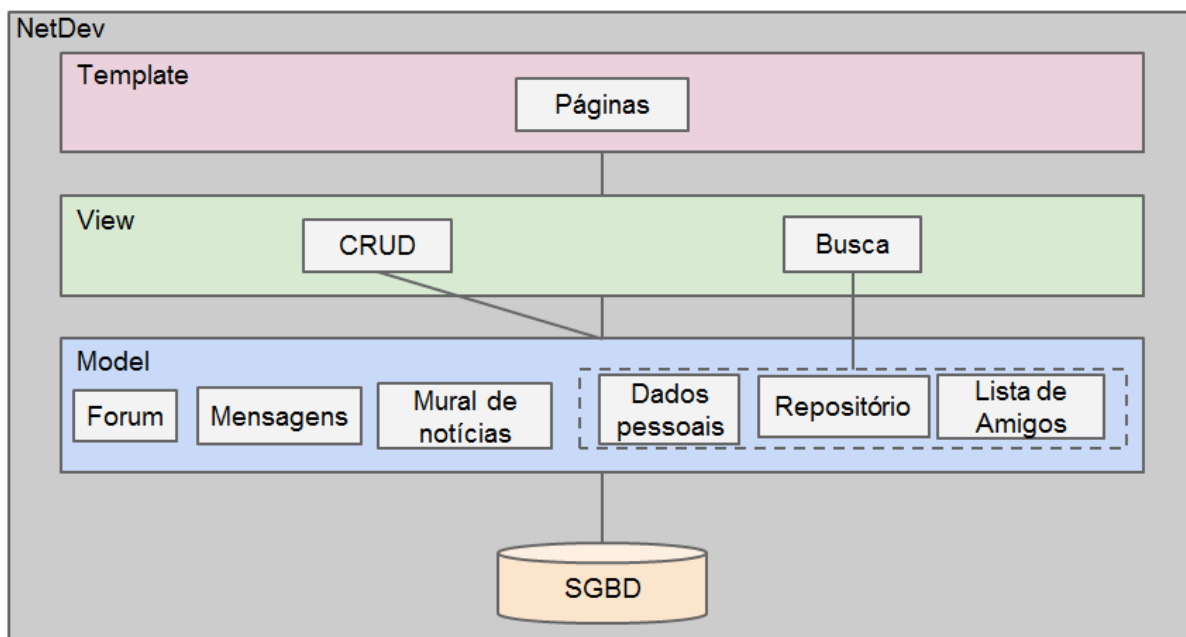 NetDev
Template
Páginas
View
CRUD
Busca
Model
Forum
Mensagens
Mural de
notícias
Dados
pessoais
Repositório
Lista de
Amigos
SGBD